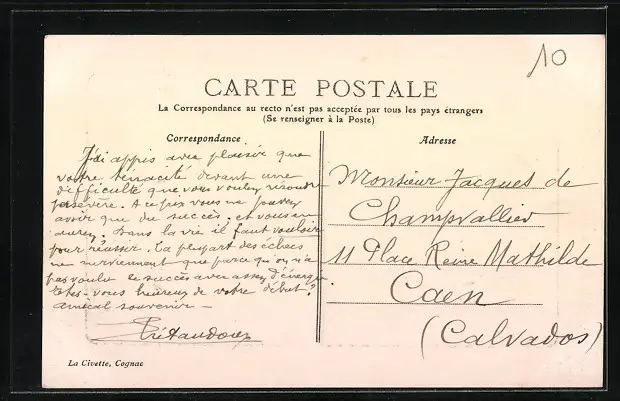 10
CARTE POSTALE
La Correspondance au recto n'est pas acceptée par tous les pays étrangers
(Se renseigner à la Poste)
Correspondance
J'ai appris avec plaisir que
votre ténacité devant une
difficulté que vous voulez résoudre
persévère. A ce jeu vous ne pouvez
avoir que du succès, et vous en
aurez. Dans la vie il faut vouloir
pour réussir. La plupart des échecs
ne surviennent que parce qu'on n'a
pas voulu le succès avec assez d'énergie
Etes-vous heureux de votre début ?
Amical souvenir -
Adresse
Monsieur Jacques de
Champvallier
11 Place Reine Mathilde
Caen
(Calvados)
La Civette, Cognac